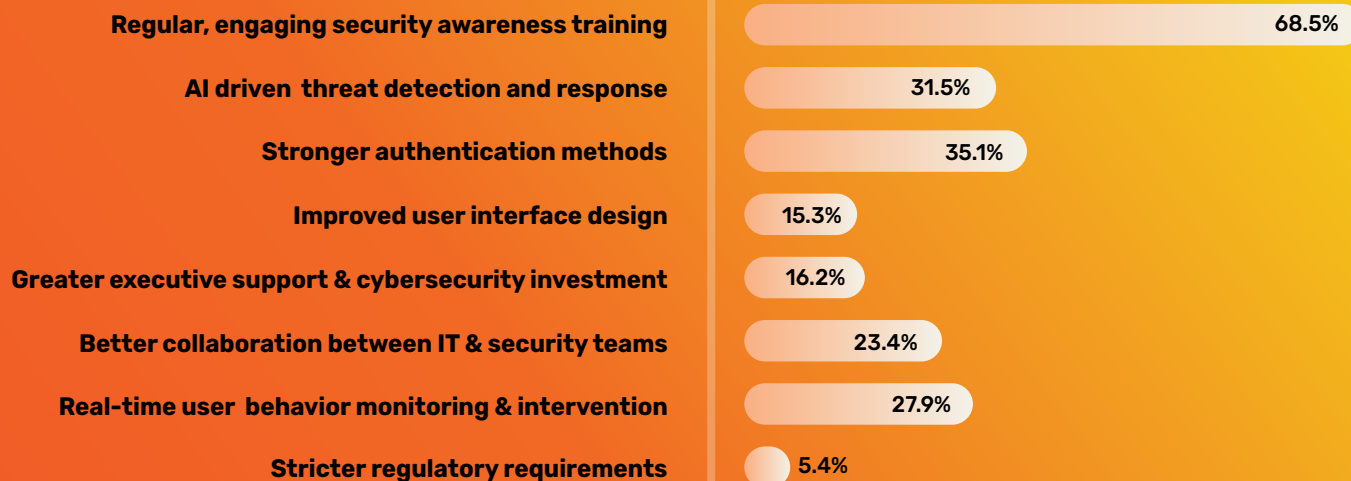 Regular, engaging security awareness training 68.5%
AI driven threat detection and response 31.5%
Stronger authentication methods 35.1%
Improved user interface design 15.3%
Greater executive support & cybersecurity investment 16.2%
Better collaboration between IT & security teams 23.4%
Real-time user behavior monitoring & intervention 27.9%
Stricter regulatory requirements 5.4%